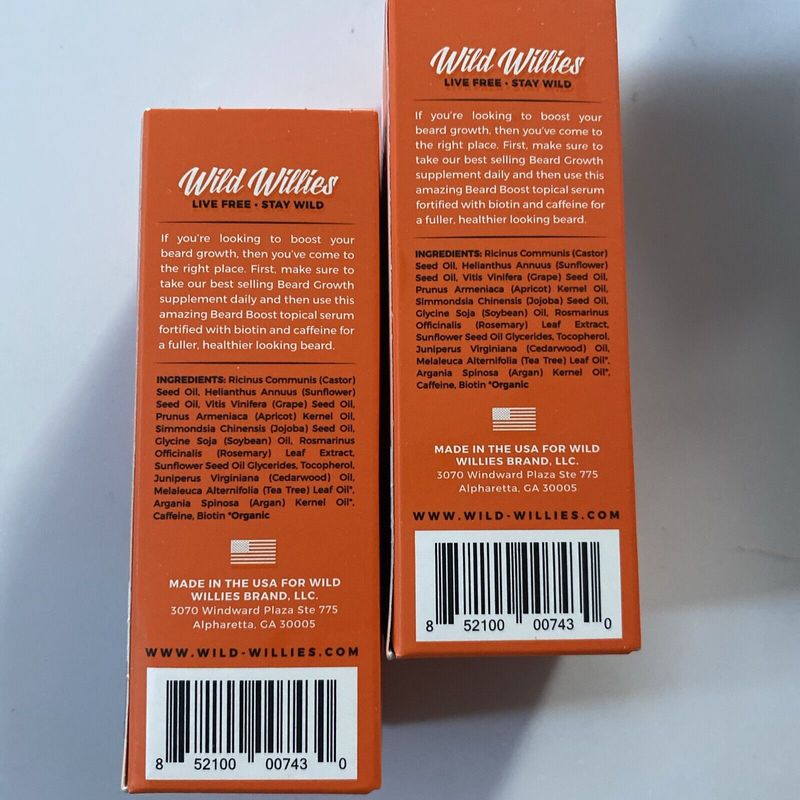 Wild Willies
LIVE FREE • STAY WILD
If you're looking to boost your
beard growth, then you've come to
the right place. First, make sure to
take our best selling Beard Growth
supplement daily and then use this
amazing Beard Boost topical serum
fortified with biotin and caffeine for
a fuller, healthier looking beard.
INGREDIENTS: Ricinus Communis (Castor)
Seed Oil, Helianthus Annuus (Sunflower)
Seed Oil, Vitis Vinifera (Grape) Seed Oil,
Prunus Armeniaca (Apricot) Kernel Oil,
Simmondsia Chinensis (Jojoba) Seed Oil,
Glycine Soja (Soybean) Oil, Rosmarinus
Officinalis (Rosemary) Leaf Extract,
Sunflower Seed Oil Glycerides, Tocopherol,
Juniperus Virginiana (Cedarwood) Oil,
Melaleuca Alternifolia (Tea Tree) Leaf Oil*,
Argania Spinosa (Argan) Kernel Oil*,
Caffeine, Biotin *Organic
MADE IN THE USA FOR WILD
WILLIES BRAND, LLC.
3070 Windward Plaza Ste 775
Alpharetta, GA 30005
WWW.WILD-WILLIES.COM
8 52100 00743 0
Wild Willies
LIVE FREE • STAY WILD
If you're looking to boost your
beard growth, then you've come to
the right place. First, make sure to
take our best selling Beard Growth
supplement daily and then use this
amazing Beard Boost topical serum
fortified with biotin and caffeine for
a fuller, healthier looking beard.
INGREDIENTS: Ricinus Communis (Castor)
Seed Oil, Helianthus Annuus (Sunflower)
Seed Oil, Vitis Vinifera (Grape) Seed Oil,
Prunus Armeniaca (Apricot) Kernel Oil,
Simmondsia Chinensis (Jojoba) Seed Oil,
Glycine Soja (Soybean) Oil, Rosmarinus
Officinalis (Rosemary) Leaf Extract,
Sunflower Seed Oil Glycerides, Tocopherol,
Juniperus Virginiana (Cedarwood) Oil,
Melaleuca Alternifolia (Tea Tree) Leaf Oil*,
Argania Spinosa (Argan) Kernel Oil*,
Caffeine, Biotin *Organic
MADE IN THE USA FOR WILD
WILLIES BRAND, LLC.
3070 Windward Plaza Ste 775
Alpharetta, GA 30005
WWW.WILD-WILLIES.COM
8 52100 00743 0